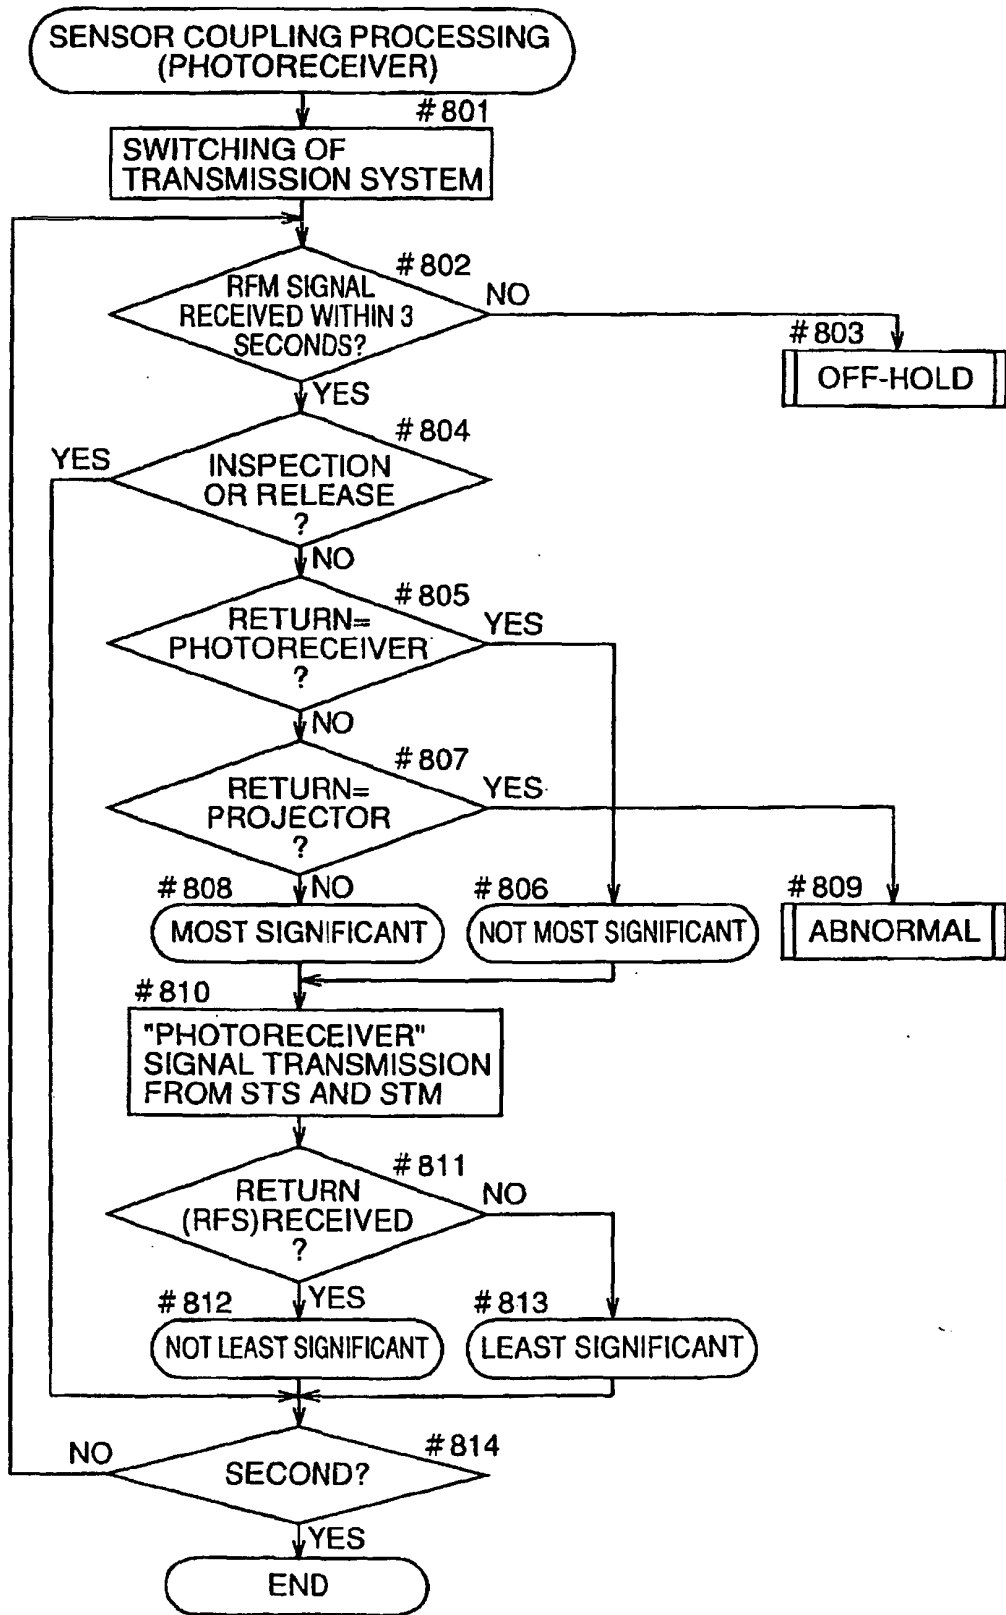 SENSOR COUPLING PROCESSING
(PHOTORECEIVER)
#801
SWITCHING OF
TRANSMISSION SYSTEM
#802
RFM SIGNAL
RECEIVED WITHIN 3
SECONDS?
NO
#803
OFF-HOLD
YES
#804
YES
INSPECTION
OR RELEASE
?
NO
#805
RETURN=
PHOTORECEIVER
?
YES
NO
#807
RETURN=
PROJECTOR
?
YES
NO
#808
MOST SIGNIFICANT
#806
NOT MOST SIGNIFICANT
#809
ABNORMAL
#810
"PHOTORECEIVER"
SIGNAL TRANSMISSION
FROM STS AND STM
#811
RETURN
(RFS)RECEIVED
?
NO
YES
#812
NOT LEAST SIGNIFICANT
#813
LEAST SIGNIFICANT
NO
#814
SECOND?
YES
END